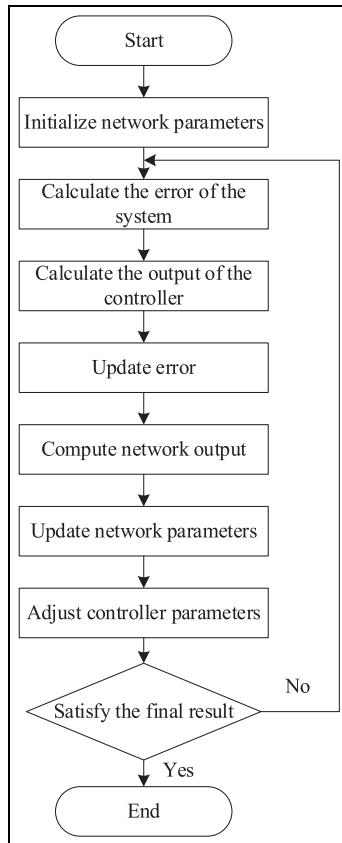 Start
Initialize network parameters
Calculate the error of the
system
Calculate the output of the
controller
Update error
Compute network output
Update network parameters
Adjust controller parameters
Satisfy the final result
No
Yes
End